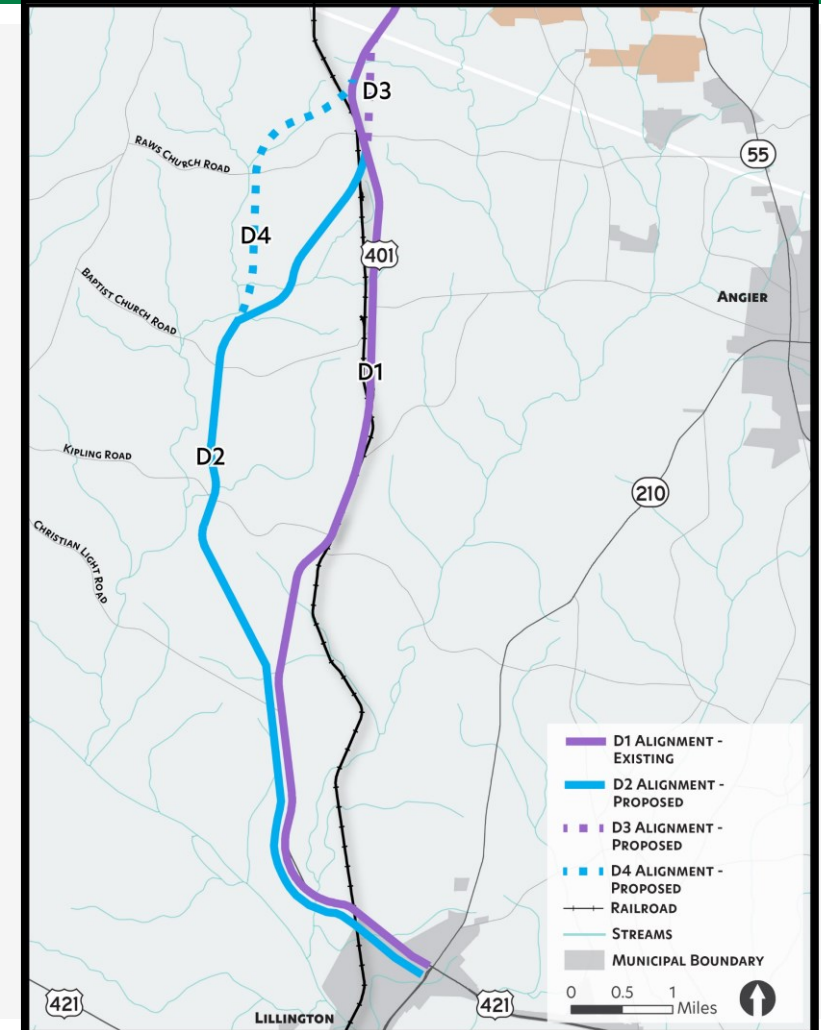 D3
RAWS CHURCH ROAD
55
D4
401
BAPTIST CHURCH ROAD
ANGIER
D1
KIPLING ROAD
D2
210
CHRISTIAN LIGHT ROAD
D1 ALIGNMENT -
EXISTING
D2 ALIGNMENT -
PROPOSED
D3 ALIGNMENT -
PROPOSED
D4 ALIGNMENT -
PROPOSED
RAILROAD
STREAMS
MUNICIPAL BOUNDARY
0 0.5 1
Miles
421
LILLINGTON
421